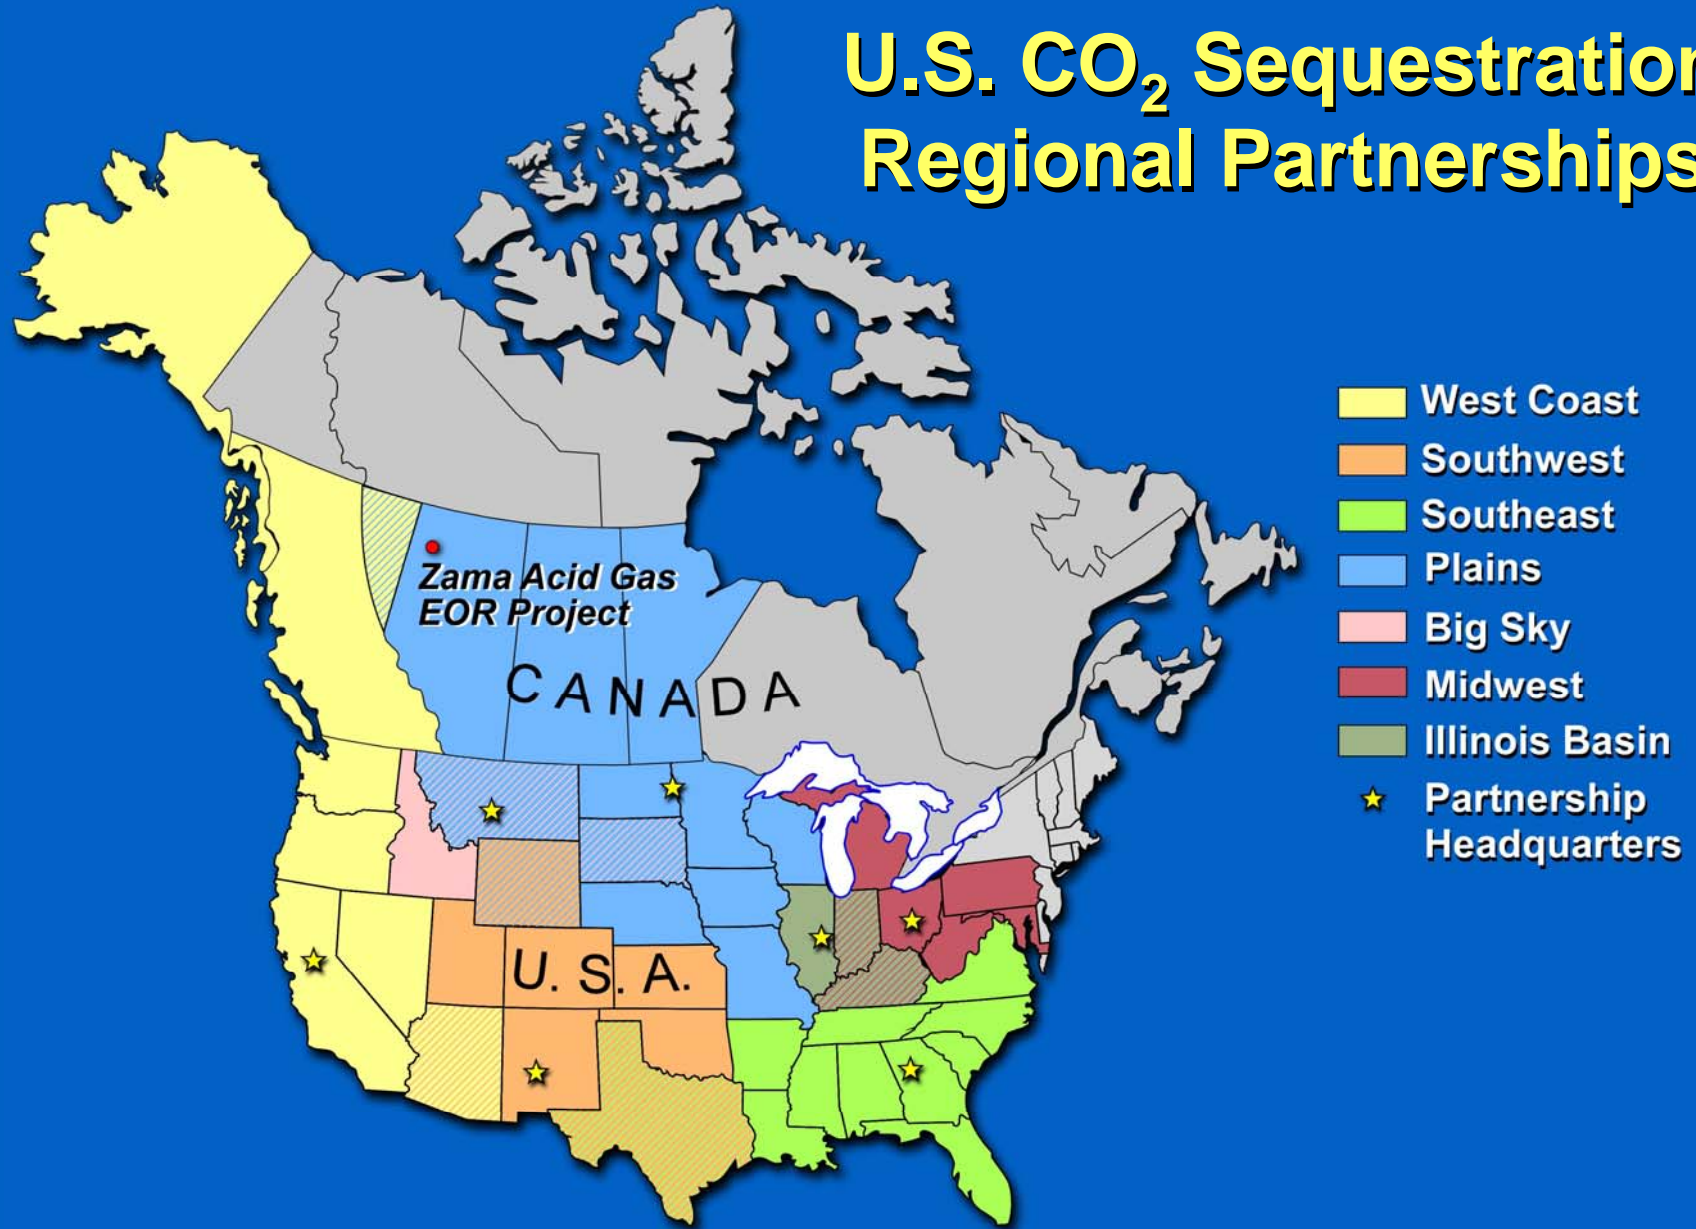 U.S. CO₂ Sequestration
Regional Partnerships
West Coast
Southwest
Southeast
Plains
Big Sky
Midwest
Illinois Basin
Partnership
Headquarters
Zama Acid Gas
EOR Project
CANADA
U.S.A.